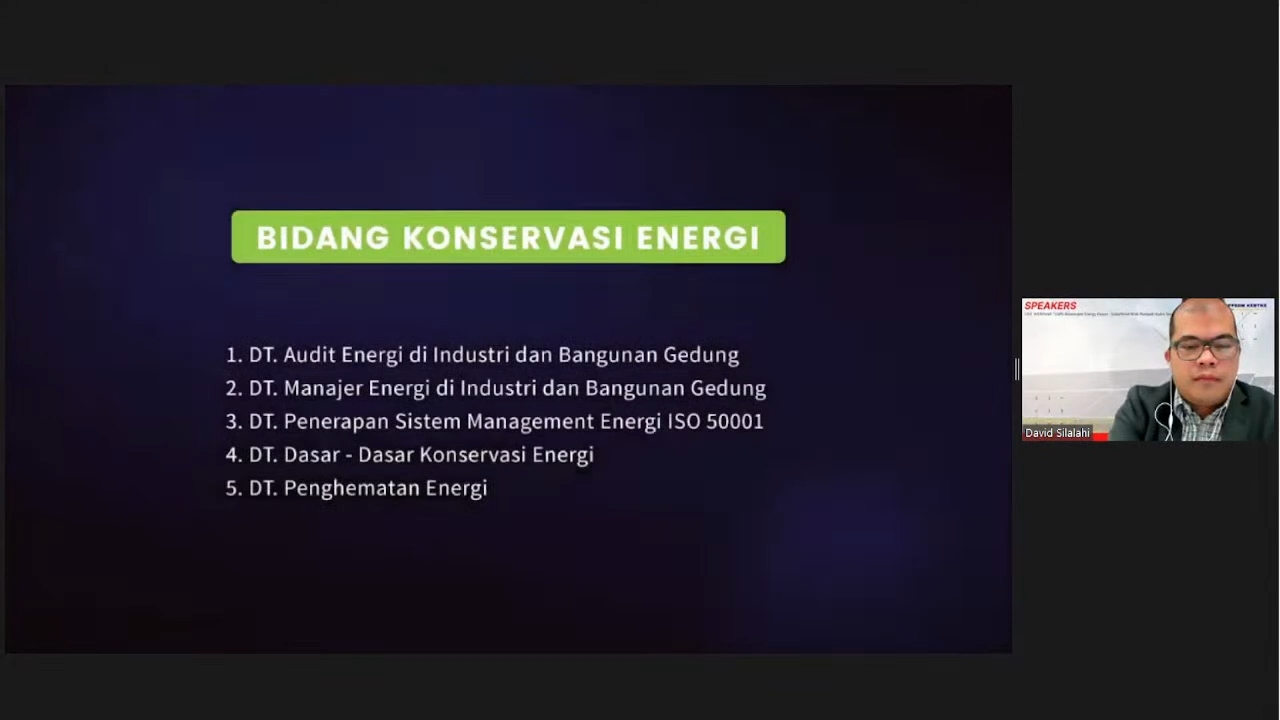 BIDANG KONSERVASI ENERGI
1. DT. Audit Energi di Industri dan Bangunan Gedung
2. DT. Manajer Energi di Industri dan Bangunan Gedung
3. DT. Penerapan Sistem Management Energi ISO 50001
4. DT. Dasar - Dasar Konservasi Energi
5. DT. Penghematan Energi
SPEAKERS
David Silalahi